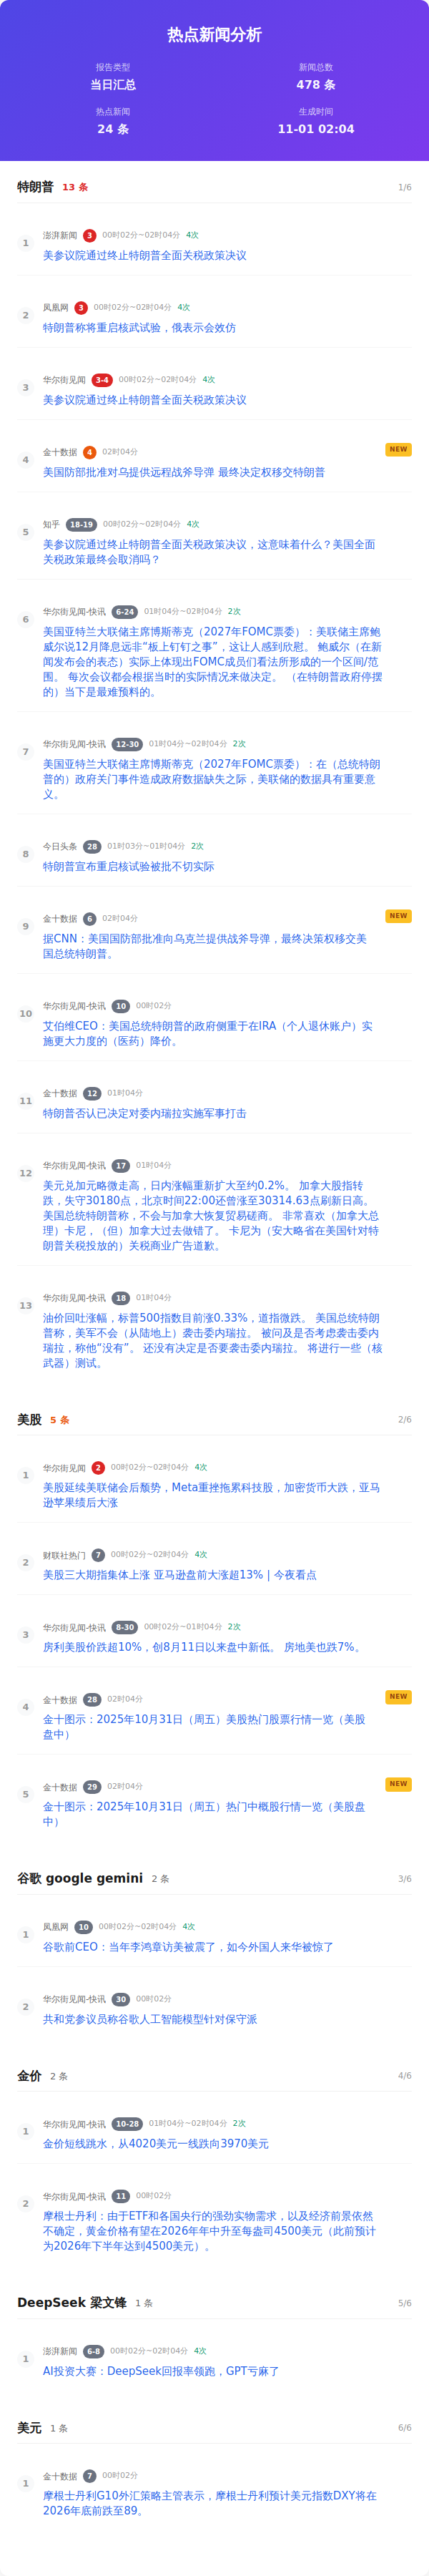 热点新闻分析
报告类型
新闻总数
当日汇总
478 条
热点新闻
生成时间
24 条
11-01 02:04
特朗普 13 条 1/6
1
澎湃新闻 3 00时02分~02时04分 4次
美参议院通过终止特朗普全面关税政策决议
2
凤凰网 3 00时02分~02时04分 4次
特朗普称将重启核武试验，俄表示会效仿
3
华尔街见闻 3-4 00时02分~02时04分 4次
美参议院通过终止特朗普全面关税政策决议
4
金十数据 4 02时04分 NEW
美国防部批准对乌提供远程战斧导弹 最终决定权移交特朗普
5
知乎 18-19 00时02分~02时04分 4次
美参议院通过终止特朗普全面关税政策决议，这意味着什么？美国全面
关税政策最终会取消吗？
6
华尔街见闻-快讯 6-24 01时04分~02时04分 2次
美国亚特兰大联储主席博斯蒂克（2027年FOMC票委）：美联储主席鲍
威尔说12月降息远非“板上钉钉之事”，这让人感到欣慰。 鲍威尔（在新
闻发布会的表态）实际上体现出FOMC成员们看法所形成的一个区间/范
围。 每次会议都会根据当时的实际情况来做决定。 （在特朗普政府停摆
的）当下是最难预料的。
7
华尔街见闻-快讯 12-30 01时04分~02时04分 2次
美国亚特兰大联储主席博斯蒂克（2027年FOMC票委）：在（总统特朗
普的）政府关门事件造成政府数据缺失之际，美联储的数据具有重要意
义。
8
今日头条 28 01时03分~01时04分 2次
特朗普宣布重启核试验被批不切实际
9
金十数据 6 02时04分 NEW
据CNN：美国国防部批准向乌克兰提供战斧导弹，最终决策权移交美
国总统特朗普。
10
华尔街见闻-快讯 10 00时02分
艾伯维CEO：美国总统特朗普的政府侧重于在IRA（个人退休账户）实
施更大力度的（医药）降价。
11
金十数据 12 01时04分
特朗普否认已决定对委内瑞拉实施军事打击
12
华尔街见闻-快讯 17 01时04分
美元兑加元略微走高，日内涨幅重新扩大至约0.2%。 加拿大股指转
跌，失守30180点，北京时间22:00还曾涨至30314.63点刷新日高。
美国总统特朗普称，不会与加拿大恢复贸易磋商。 非常喜欢（加拿大总
理）卡尼，（但）加拿大过去做错了。 卡尼为（安大略省在美国针对特
朗普关税投放的）关税商业广告道歉。
13
华尔街见闻-快讯 18 01时04分
油价回吐涨幅，标普500指数目前涨0.33%，道指微跌。 美国总统特朗
普称，美军不会（从陆地上）袭击委内瑞拉。 被问及是否考虑袭击委内
瑞拉，称他“没有”。 还没有决定是否要袭击委内瑞拉。 将进行一些（核
武器）测试。
美股 5 条 2/6
1
华尔街见闻 2 00时02分~02时04分 4次
美股延续美联储会后颓势，Meta重挫拖累科技股，加密货币大跌，亚马
逊苹果绩后大涨
2
财联社热门 7 00时02分~02时04分 4次
美股三大期指集体上涨 亚马逊盘前大涨超13% | 今夜看点
3
华尔街见闻-快讯 8-30 00时02分~01时04分 2次
房利美股价跌超10%，创8月11日以来盘中新低。 房地美也跌7%。
4
金十数据 28 02时04分 NEW
金十图示：2025年10月31日（周五）美股热门股票行情一览（美股
盘中）
5
金十数据 29 02时04分 NEW
金十图示：2025年10月31日（周五）热门中概股行情一览（美股盘
中）
谷歌 google gemini 2 条 3/6
1
凤凰网 10 00时02分~02时04分 4次
谷歌前CEO：当年李鸿章访美被震了，如今外国人来华被惊了
2
华尔街见闻-快讯 30 00时02分
共和党参议员称谷歌人工智能模型针对保守派
金价 2 条 4/6
1
华尔街见闻-快讯 10-28 01时04分~02时04分 2次
金价短线跳水，从4020美元一线跌向3970美元
2
华尔街见闻-快讯 11 00时02分
摩根士丹利：由于ETF和各国央行的强劲实物需求，以及经济前景依然
不确定，黄金价格有望在2026年年中升至每盎司4500美元（此前预计
为2026年下半年达到4500美元）。
DeepSeek 梁文锋 1 条 5/6
1
澎湃新闻 6-8 00时02分~02时04分 4次
AI投资大赛：DeepSeek回报率领跑，GPT亏麻了
美元 1 条 6/6
1
金十数据 7 00时02分
摩根士丹利G10外汇策略主管表示，摩根士丹利预计美元指数DXY将在
2026年底前跌至89。